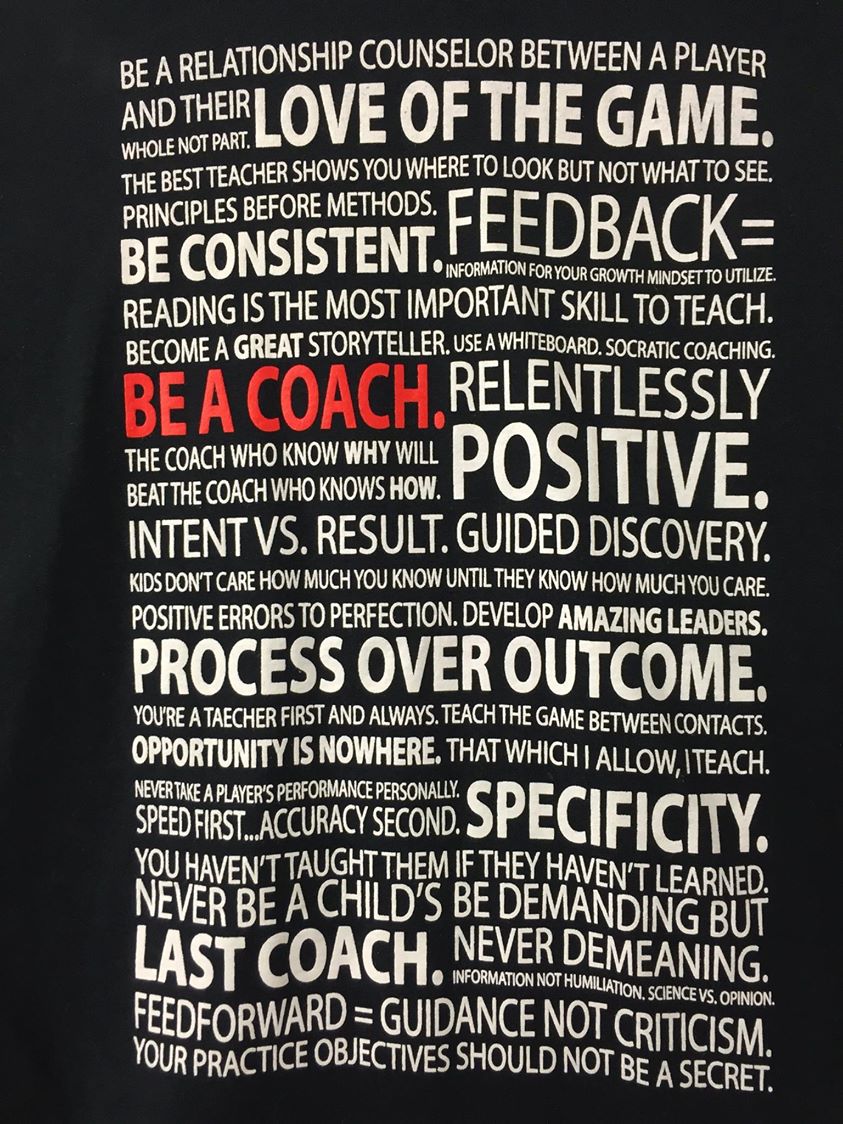 BE A RELATIONSHIP COUNSELOR BETWEEN A PLAYER
AND THEIR
WHOLE NOT PART.
LOVE OF THE GAME.
THE BEST TEACHER SHOWS YOU WHERE TO LOOK BUT NOT WHAT TO SEE.
PRINCIPLES BEFORE METHODS.
BE CONSISTENT.
FEEDBACK=
INFORMATION FOR YOUR GROWTH MINDSET TO UTILIZE.
READING IS THE MOST IMPORTANT SKILL TO TEACH.
BECOME A GREAT STORYTELLER. USE A WHITEBOARD. SOCRATIC COACHING.
BE A COACH.
RELENTLESSLY
POSITIVE.
THE COACH WHO KNOW WHY WILL
BEAT THE COACH WHO KNOWS HOW.
INTENT VS. RESULT. GUIDED DISCOVERY.
KIDS DON'T CARE HOW MUCH YOU KNOW UNTIL THEY KNOW HOW MUCH YOU CARE.
POSITIVE ERRORS TO PERFECTION. DEVELOP AMAZING LEADERS.
PROCESS OVER OUTCOME.
YOU'RE A TAECHER FIRST AND ALWAYS. TEACH THE GAME BETWEEN CONTACTS.
OPPORTUNITY IS NOWHERE. THAT WHICH I ALLOW, I TEACH.
NEVER TAKE A PLAYER'S PERFORMANCE PERSONALLY.
SPEED FIRST...ACCURACY SECOND.
SPECIFICITY.
YOU HAVEN'T TAUGHT THEM IF THEY HAVEN'T LEARNED.
NEVER BE A CHILD'S
LAST COACH.
BE DEMANDING BUT
NEVER DEMEANING.
INFORMATION NOT HUMILIATION. SCIENCE VS. OPINION.
FEEDFORWARD = GUIDANCE NOT CRITICISM.
YOUR PRACTICE OBJECTIVES SHOULD NOT BE A SECRET.